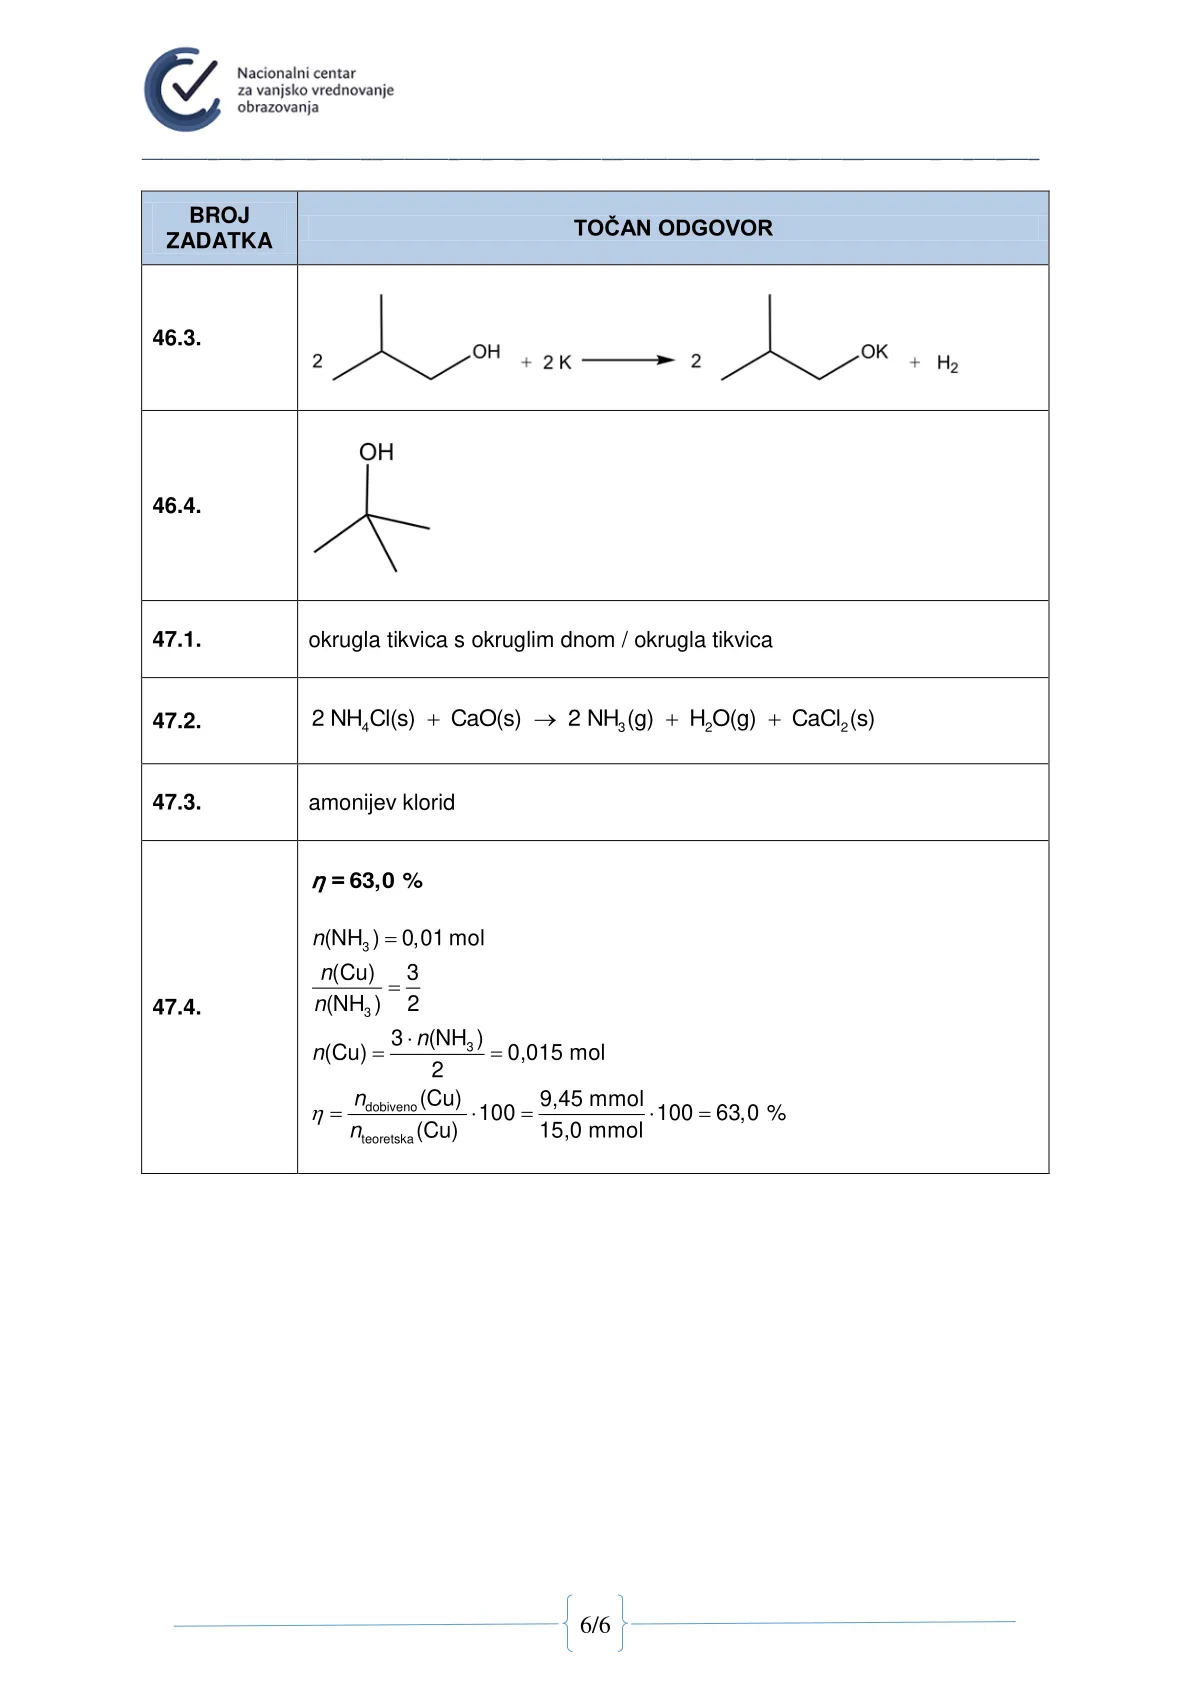 Nacionalni centar
za vanjsko vrednovanje
obrazovanja
BROJ
ZADATKA
TOČAN ODGOVOR
46.3.
2 OH + 2 K ⟶ 2 OK + H₂
46.4.
OH
47.1.
okrugla tikvica s okruglim dnom / okrugla tikvica
47.2.
2 NH₄Cl(s) + CaO(s) → 2 NH₃(g) + H₂O(g) + CaCl₂(s)
47.3.
amonijev klorid
47.4.
η = 63,0 %
n(NH₃) = 0,01 mol
n(Cu)/n(NH₃) = 3/2
n(Cu) = 3 · n(NH₃)/2 = 0,015 mol
η = n_dobiveno(Cu)/n_teoretska(Cu) · 100 = 9,45 mmol/15,0 mmol · 100 = 63,0 %
6/6